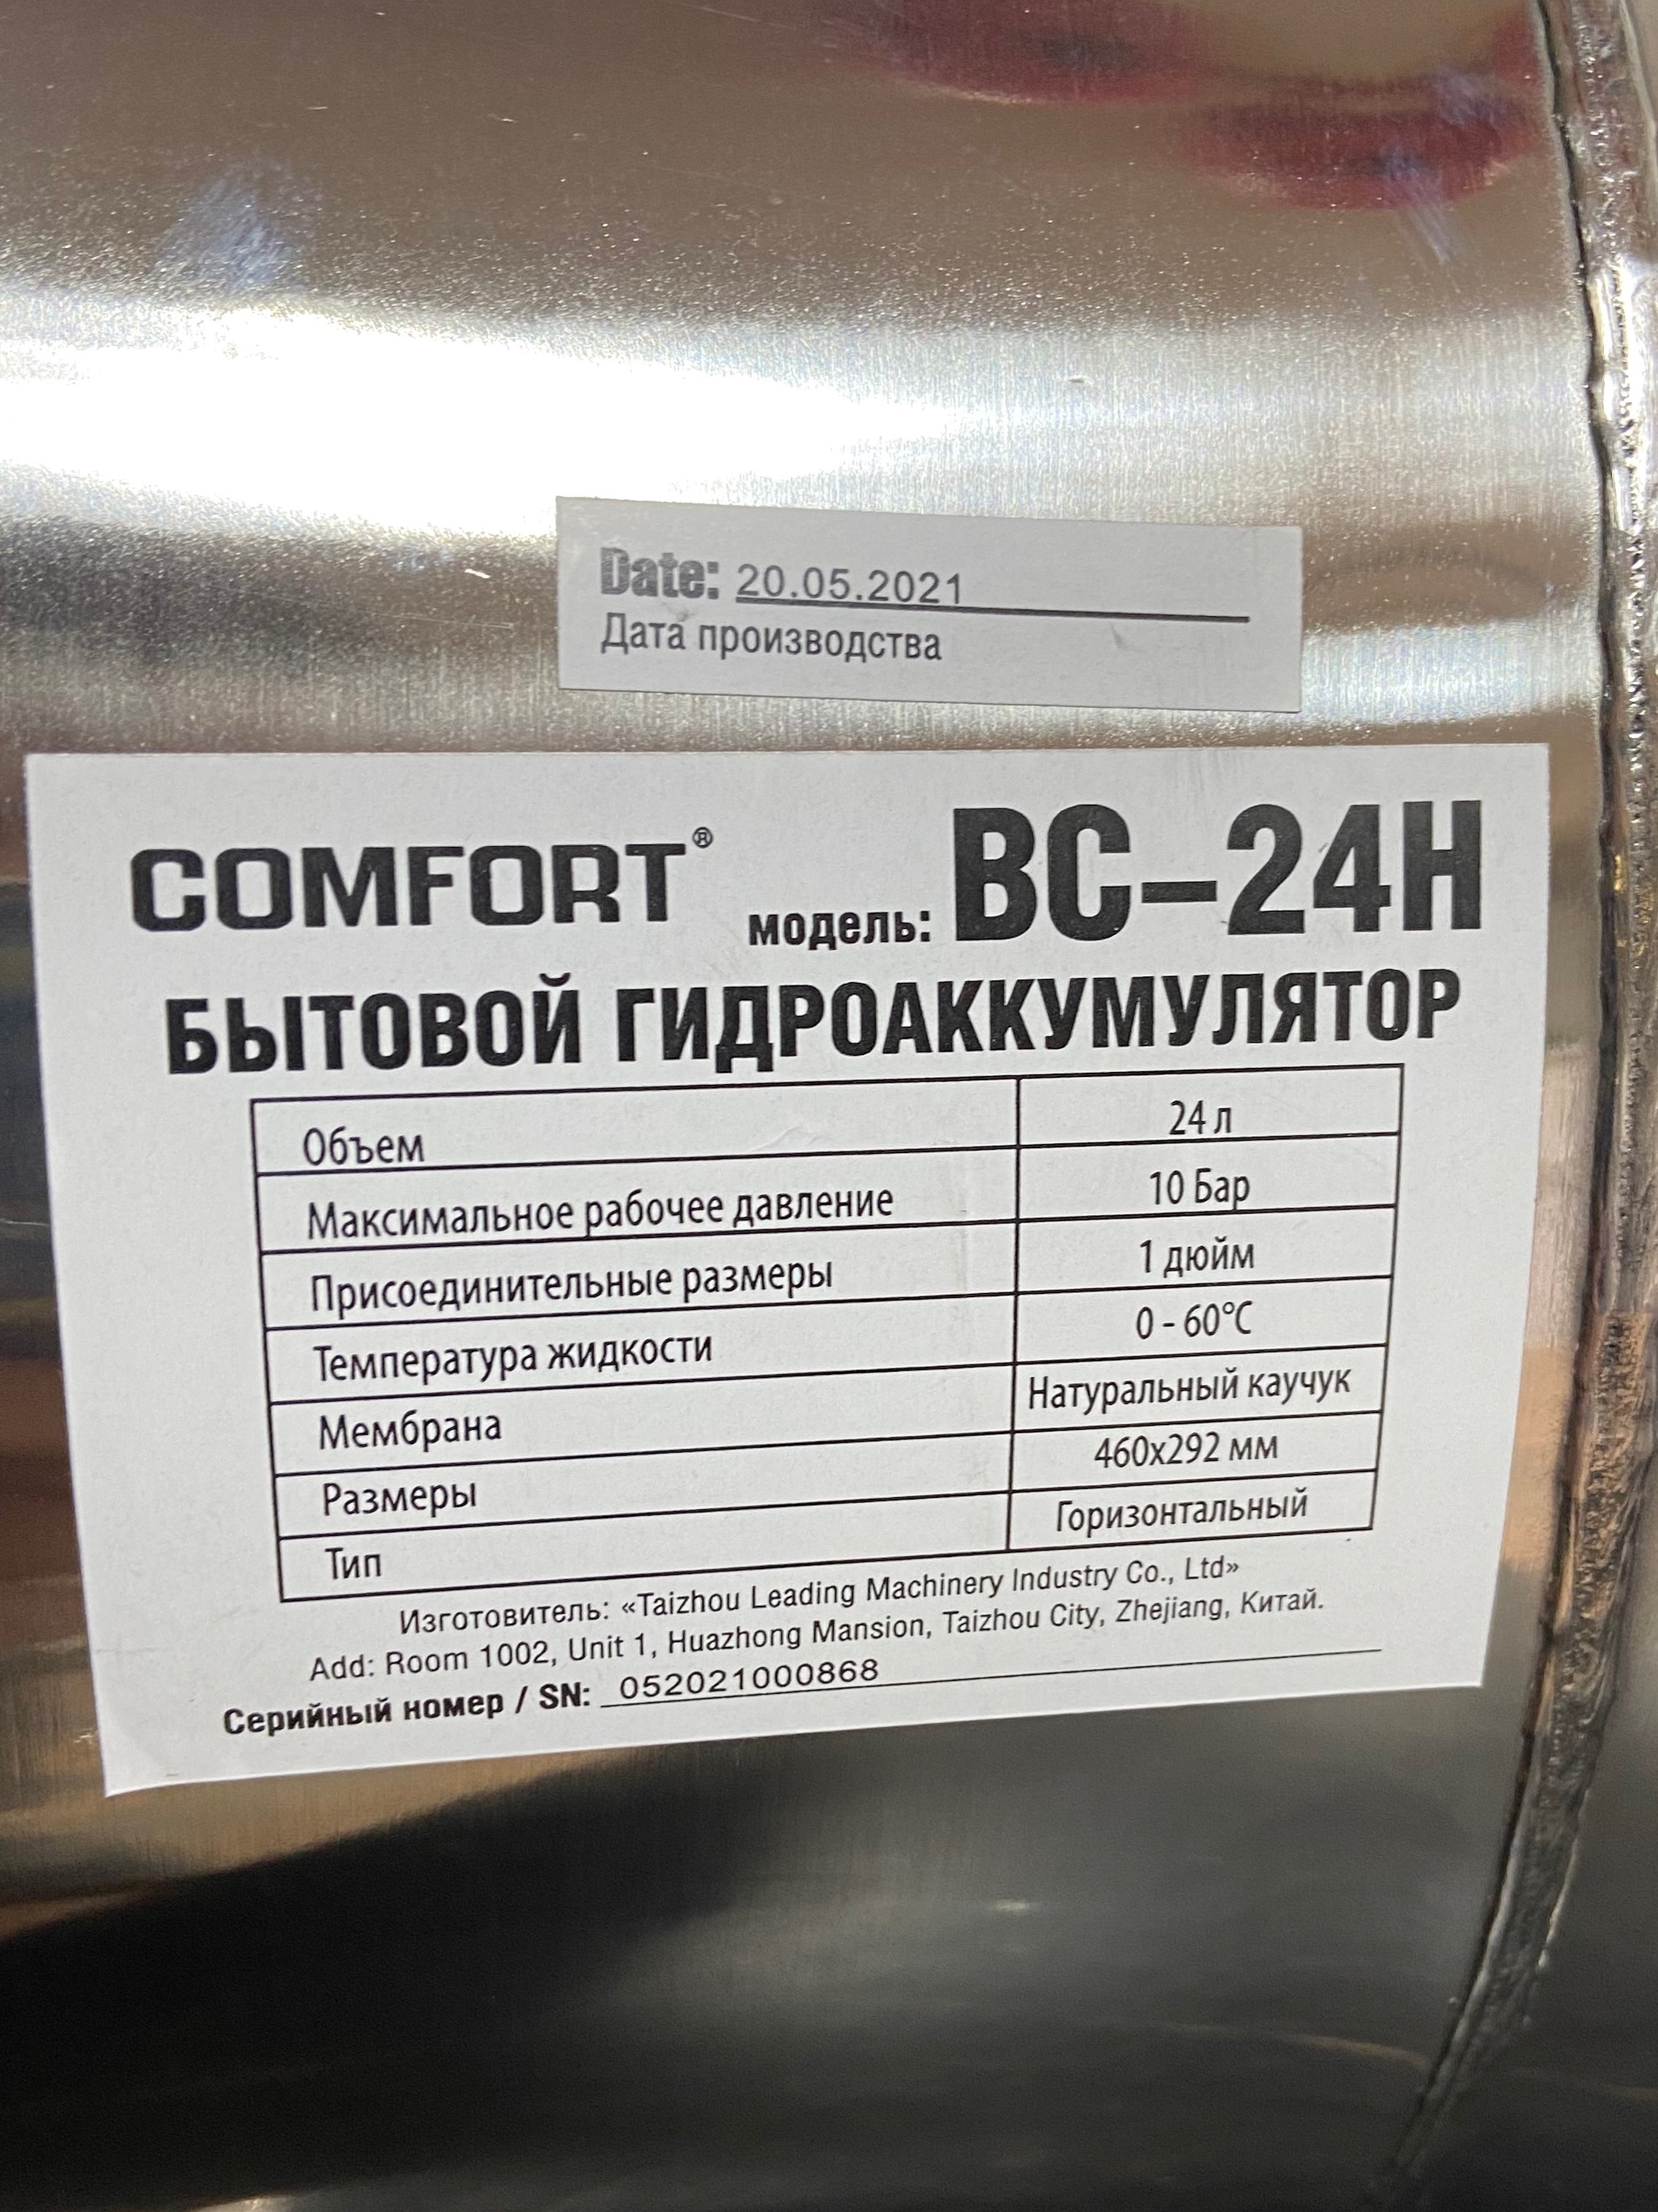 Date: 20.05.2021
Дата производства
COMFORT® модель: BC-24H
БЫТОВОЙ ГИДРОАККУМУЛЯТОР
Объем 24 л
Максимальное рабочее давление 10 Бар
Присоединительные размеры 1 дюйм
Температура жидкости 0 - 60°C
Мембрана Натуральный каучук
Размеры 460x292 мм
Тип Горизонтальный
Изготовитель: «Taizhou Leading Machinery Industry Co., Ltd»
Add: Room 1002, Unit 1, Huazhong Mansion, Taizhou City, Zhejiang, Китай.
Серийный номер / SN: 052021000868